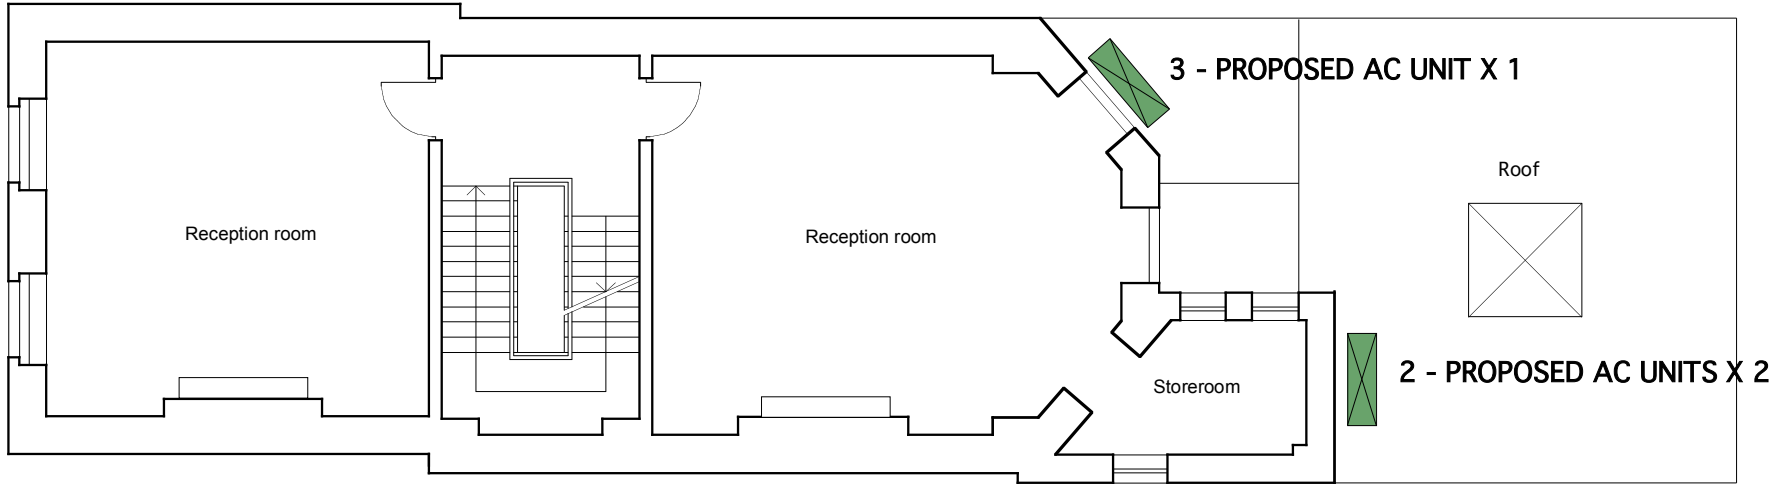 3 - PROPOSED AC UNIT X 1
Roof
Reception room
Reception room
2 - PROPOSED AC UNITS X 2
Storeroom